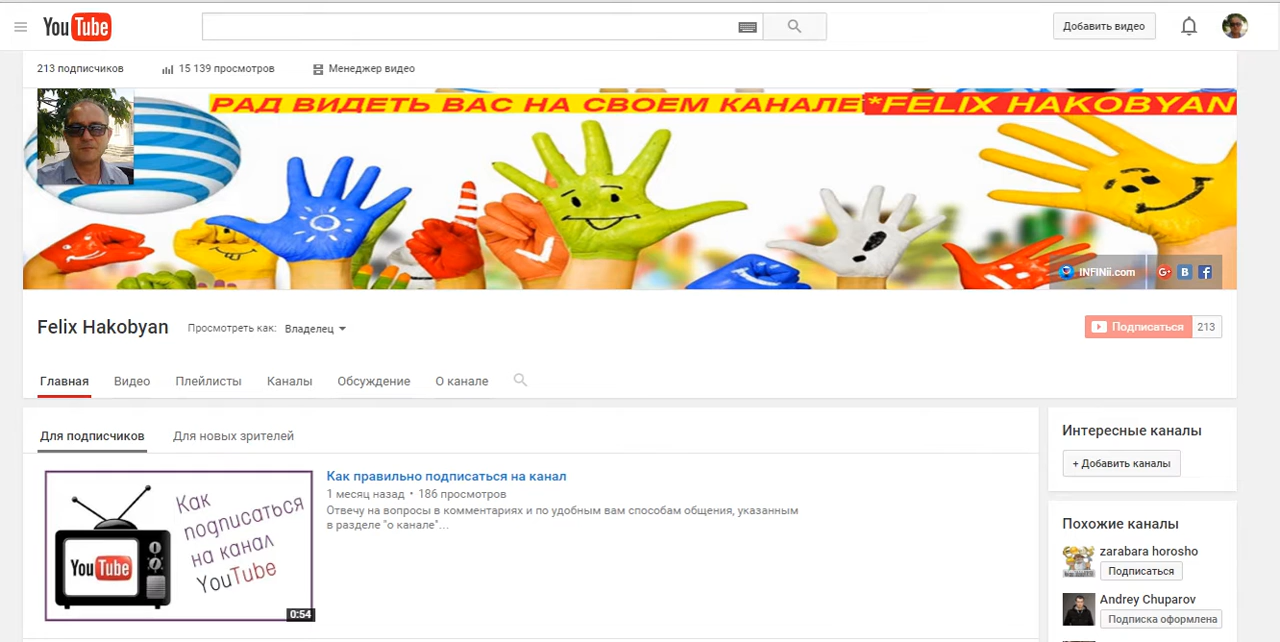 YouTube
Добавить видео
213 подписчиков
15 139 просмотров
Менеджер видео
РАД ВИДЕТЬ ВАС НА СВОЕМ КАНАЛЕ*FELIX HAKOBYAN
INFINii.com
G+
B
f
Felix Hakobyan
Просмотреть как: Владелец
Подписаться
213
Главная
Видео
Плейлисты
Каналы
Обсуждение
О канале
Для подписчиков
Для новых зрителей
Как
подписаться
на канал
YouTube
YouTube
0:54
Как правильно подписаться на канал
1 месяц назад • 186 просмотров
Отвечу на вопросы в комментариях и по удобным вам способам общения, указанным
в разделе "о канале"...
Интересные каналы
+ Добавить каналы
Похожие каналы
zarabara horosho
Подписаться
Andrey Chuparov
Подписка оформлена